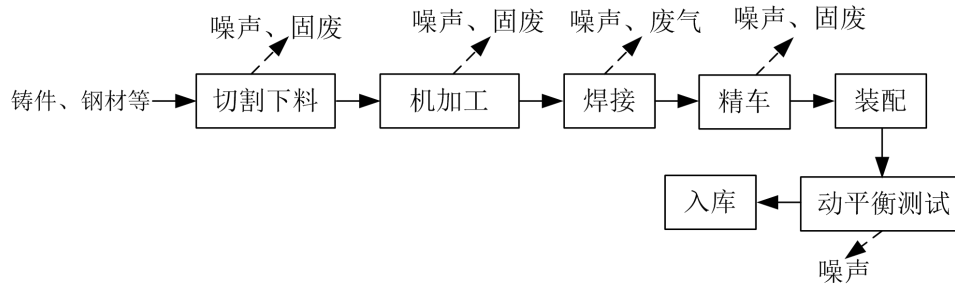 噪声、固废
噪声、固废
噪声、废气
噪声、固废
铸件、钢材等
切割下料
机加工
焊接
精车
装配
入库
动平衡测试
噪声